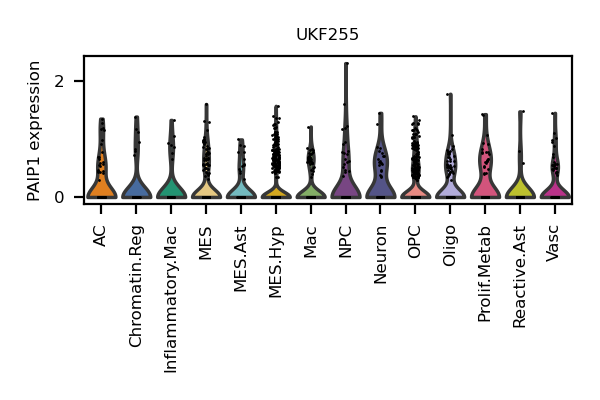 UKF255
PAIP1 expression
2
0
AC
Chromatin.Reg
Inflammatory.Mac
MES
MES.Ast
MES.Hyp
Mac
NPC
Neuron
OPC
Oligo
Prolif.Metab
Reactive.Ast
Vasc